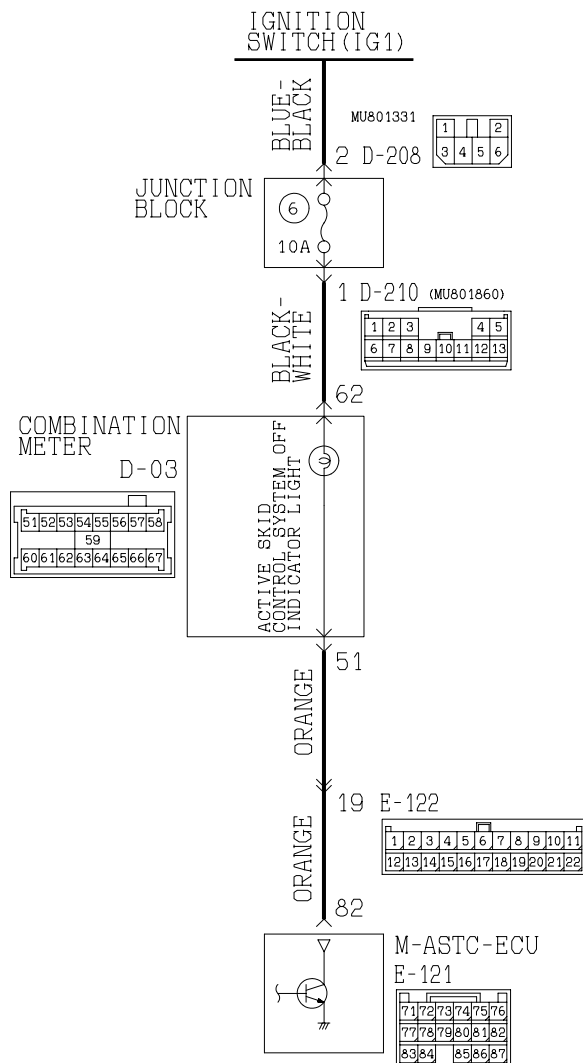 IGNITION
SWITCH(IG1)
BLUE-
BLACK
MU801331
1 2
3 4 5 6
2 D-208
JUNCTION
BLOCK
6
10A
1 D-210 (MU801860)
1 2 3 4 5
6 7 8 9 10 11 12 13
BLACK-
WHITE
62
COMBINATION
METER
D-03
51 52 53 54 55 56 57 58
59
60 61 62 63 64 65 66 67
ACTIVE SKID
CONTROL SYSTEM OFF
INDICATOR LIGHT
51
ORANGE
19 E-122
1 2 3 4 5 6 7 8 9 10 11
12 13 14 15 16 17 18 19 20 21 22
ORANGE
82
M-ASTC-ECU
E-121
71 72 73 74 75 76
77 78 79 80 81 82
83 84 85 86 87